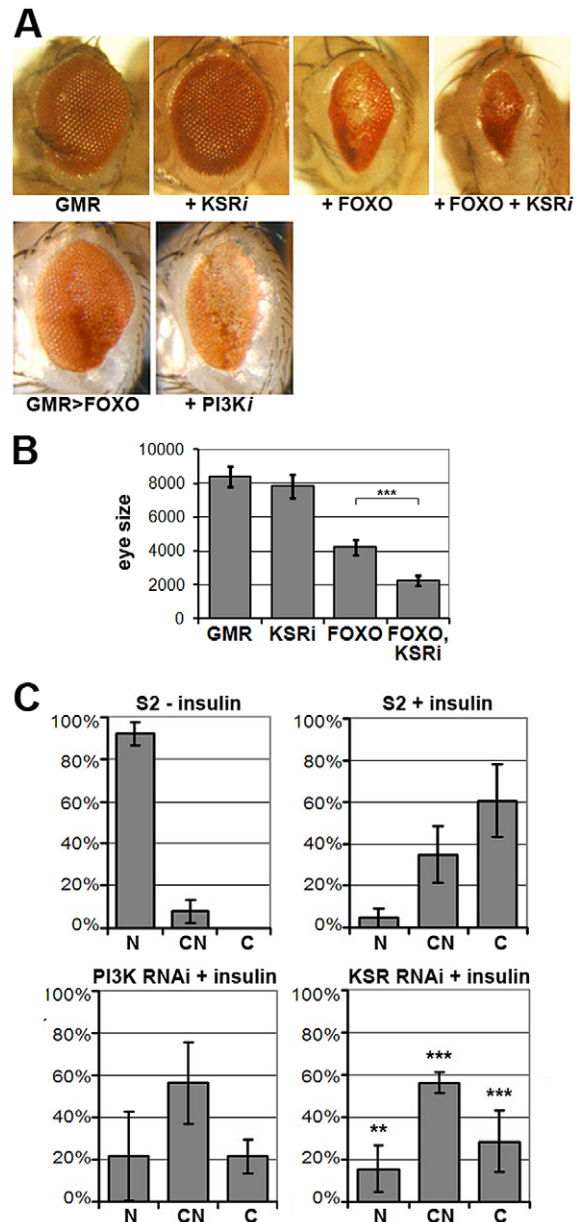 A
GMR + KSRi + FOXO + FOXO + KSRi
GMR>FOXO + PI3Ki
B
10000
8000
6000
4000
2000
0
eye size
***
GMR KSRi FOXO FOXO, KSRi
C
S2 - insulin
100%
80%
60%
40%
20%
0%
N CN C
S2 + insulin
100%
80%
60%
40%
20%
0%
N CN C
PI3K RNAi + insulin
100%
80%
60%
40%
20%
0%
N CN C
KSR RNAi + insulin
100%
80%
60%
40%
20%
0%
** *** ***
N CN C